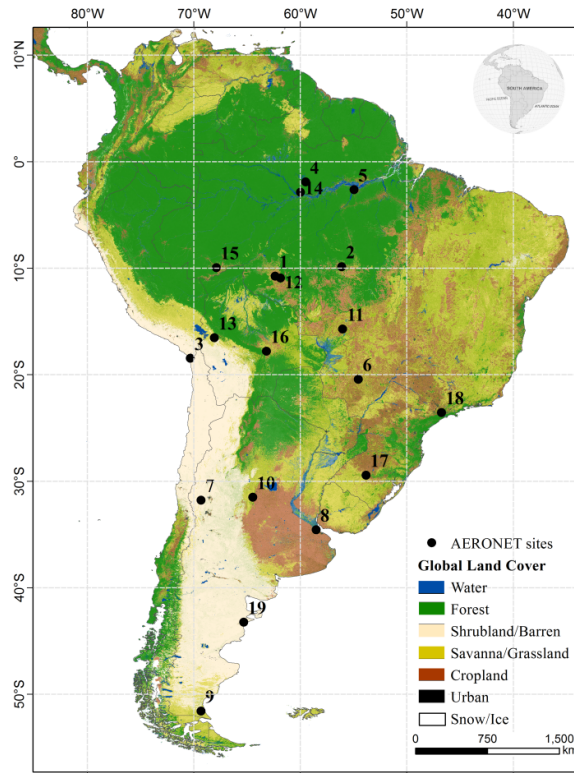 80°W 70°W 60°W 50°W 40°W
10°N
SOUTH AMERICA
0°
4
14
5
15
1
2
10°S
12
11
13
16
3
20°S
6
18
17
30°S
7
10
8
AERONET sites
Global Land Cover
Water
40°S
19
Forest
Shrubland/Barren
Savanna/Grassland
Cropland
50°S
9
Urban
Snow/Ice
0 750 1,500
km